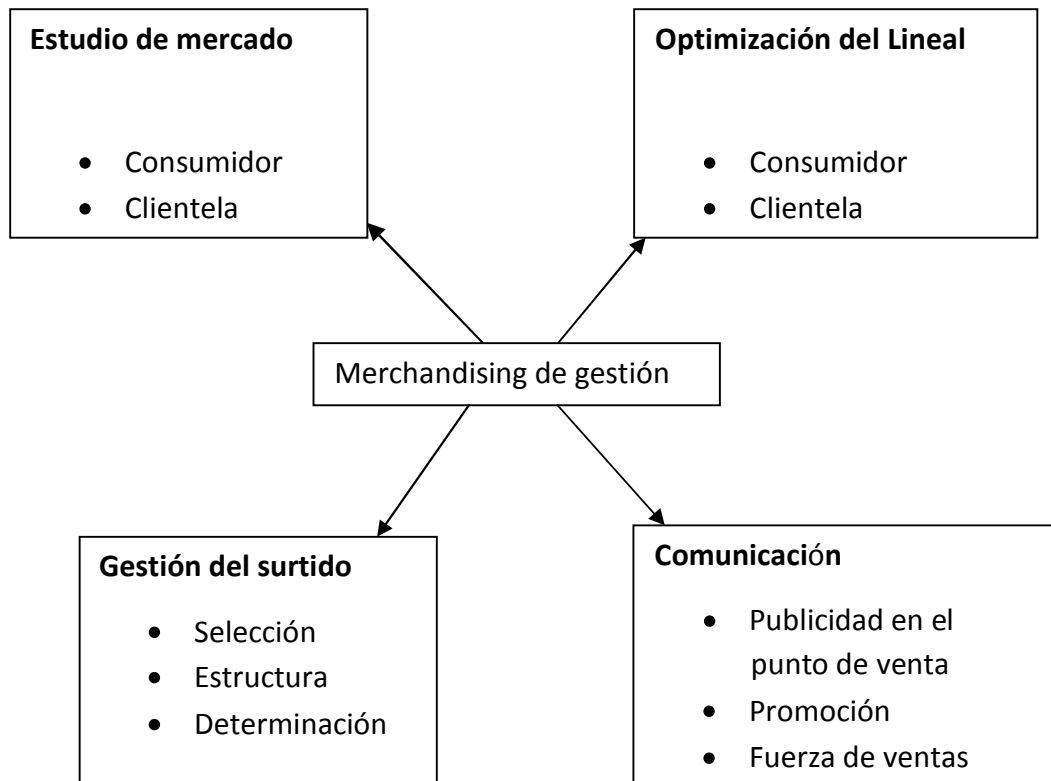 Estudio de mercado
• Consumidor
• Clientela
Optimización del Lineal
• Consumidor
• Clientela
Merchandising de gestión
Gestión del surtido
• Selección
• Estructura
• Determinación
Comunicación
• Publicidad en el
punto de venta
• Promoción
• Fuerza de ventas